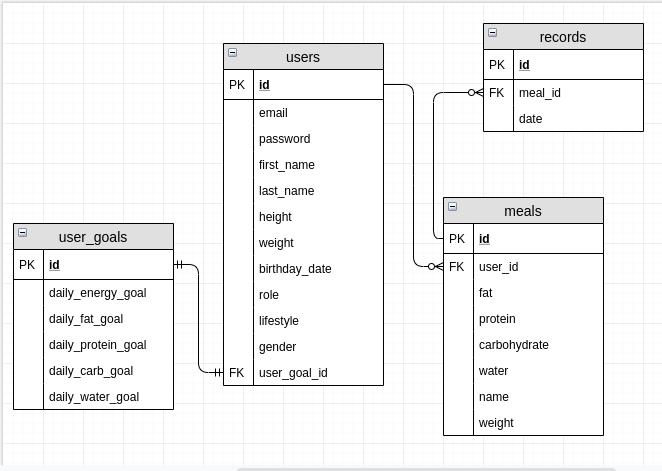 records
PK id
FK meal_id
date
users
PK id
email
password
first_name
last_name
height
weight
birthday_date
role
lifestyle
gender
FK user_goal_id
meals
PK id
FK user_id
fat
protein
carbohydrate
water
name
weight
user_goals
PK id
daily_energy_goal
daily_fat_goal
daily_protein_goal
daily_carb_goal
daily_water_goal